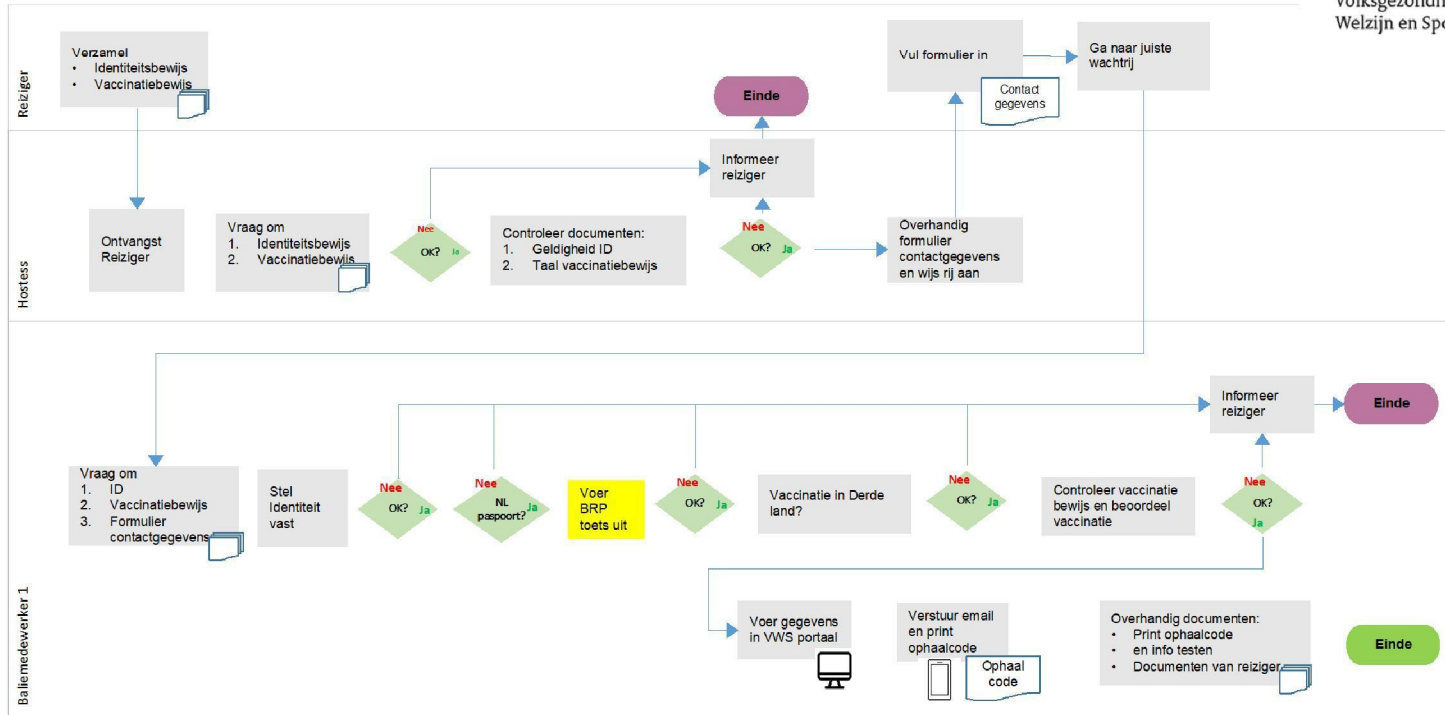 Volksgezondh
Welzijn en Spo
Reiziger
Verzamel
• Identiteitsbewijs
• Vaccinatiebewijs
Einde
Vul formulier in
Contact
gegevens
Ga naar juiste
wachtrij
Hostess
Ontvangst
Reiziger
Vraag om
1. Identiteitsbewijs
2. Vaccinatiebewijs
Nee
OK? Ja
Controleer documenten:
1. Geldigheid ID
2. Taal vaccinatiebewijs
Informeer
reiziger
Nee
OK? Ja
Overhandig
formulier
contactgegevens
en wijs rij aan
Baliemedewerker 1
Vraag om
1. ID
2. Vaccinatiebewijs
3. Formulier
contactgegevens
Stel
Identiteit
vast
Nee
OK? Ja
Nee
NL Ja
paspoort?
Voer
BRP
toets uit
Nee
OK? Ja
Vaccinatie in Derde
land?
Nee
OK? Ja
Controleer vaccinatie
bewijs en beoordeel
vaccinatie
Nee
OK?
Ja
Informeer
reiziger
Einde
Voer gegevens
in VWS portaal
Verstuur email
en print
ophaalcode
Ophaal
code
Overhandig documenten:
• Print ophaalcode
• en info testen
• Documenten van reiziger
Einde